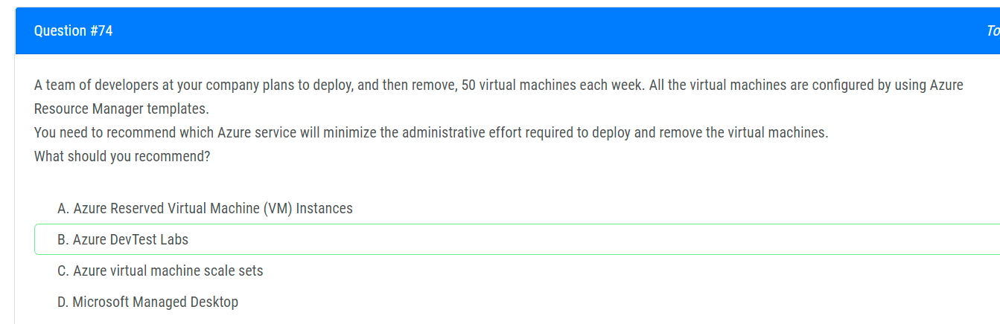 Question #74
To
A team of developers at your company plans to deploy, and then remove, 50 virtual machines each week. All the virtual machines are configured by using Azure
Resource Manager templates.
You need to recommend which Azure service will minimize the administrative effort required to deploy and remove the virtual machines.
What should you recommend?
A. Azure Reserved Virtual Machine (VM) Instances
B. Azure DevTest Labs
C. Azure virtual machine scale sets
D. Microsoft Managed Desktop